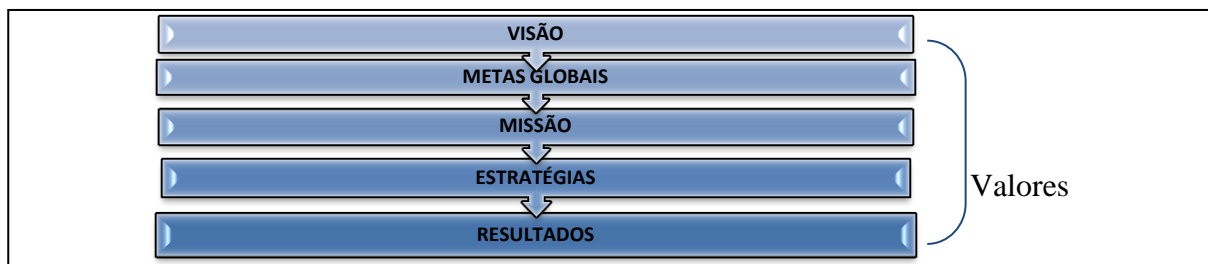 VISÃO
METAS GLOBAIS
MISSÃO
ESTRATÉGIAS
Valores
RESULTADOS